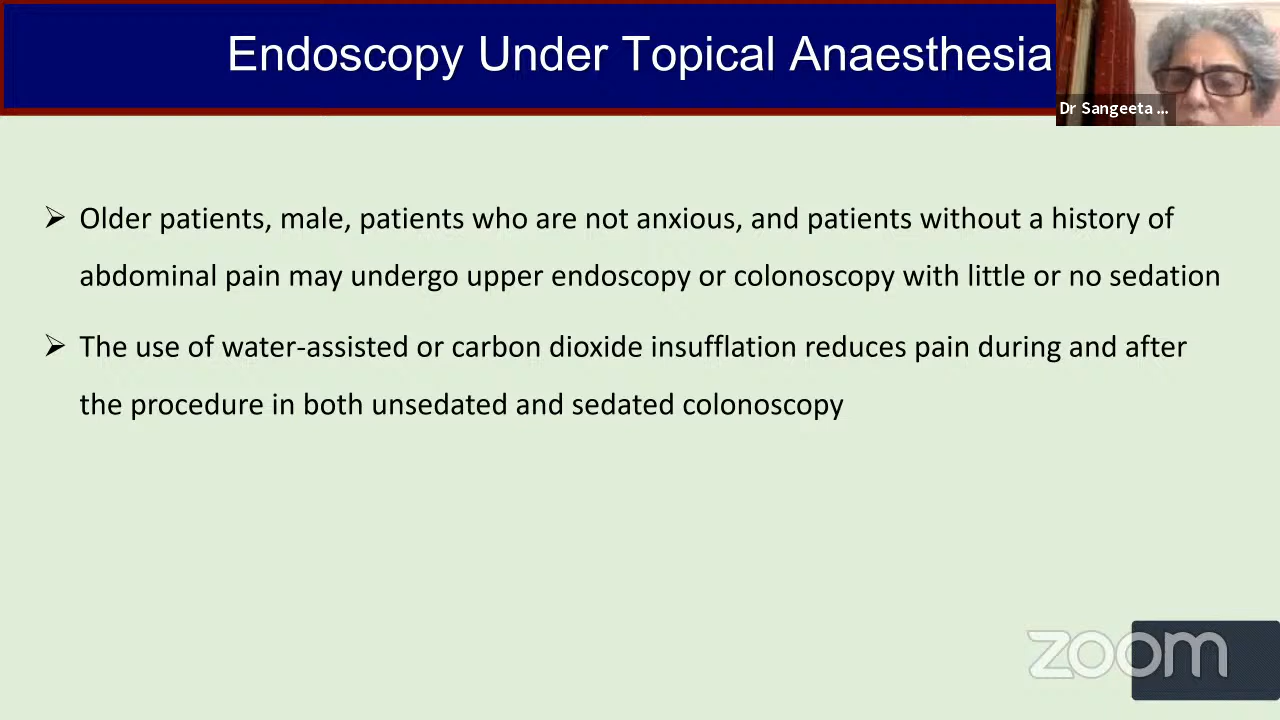 Endoscopy Under Topical Anaesthesia
Dr Sangeeta ...
➢ Older patients, male, patients who are not anxious, and patients without a history of
abdominal pain may undergo upper endoscopy or colonoscopy with little or no sedation
➢ The use of water-assisted or carbon dioxide insufflation reduces pain during and after
the procedure in both unsedated and sedated colonoscopy
zoom